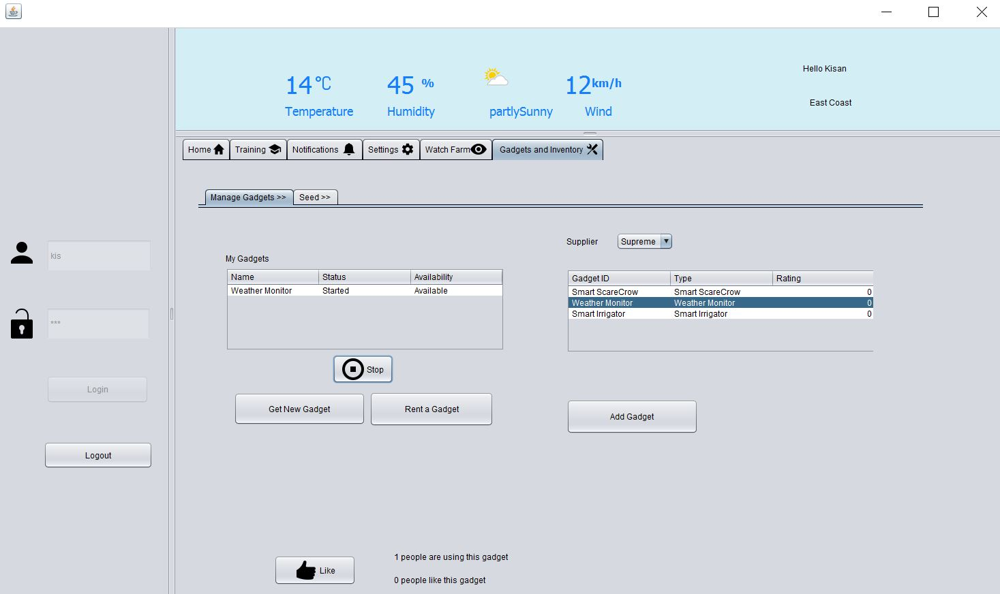 14 °C
45 %
12 km/h
Temperature
Humidity
partlySunny
Wind
Hello Kisan
East Coast
Home
Training
Notifications
Settings
Watch Farm
Gadgets and Inventory
Manage Gadgets >>
Seed >>
kis
***
Login
Logout
My Gadgets
Name Status Availability
Weather Monitor Started Available
Stop
Get New Gadget
Rent a Gadget
Supplier Supreme
Gadget ID Type Rating
Smart ScareCrow Smart ScareCrow 0
Weather Monitor Weather Monitor 0
Smart Irrigator Smart Irrigator 0
Add Gadget
Like
1 people are using this gadget
0 people like this gadget